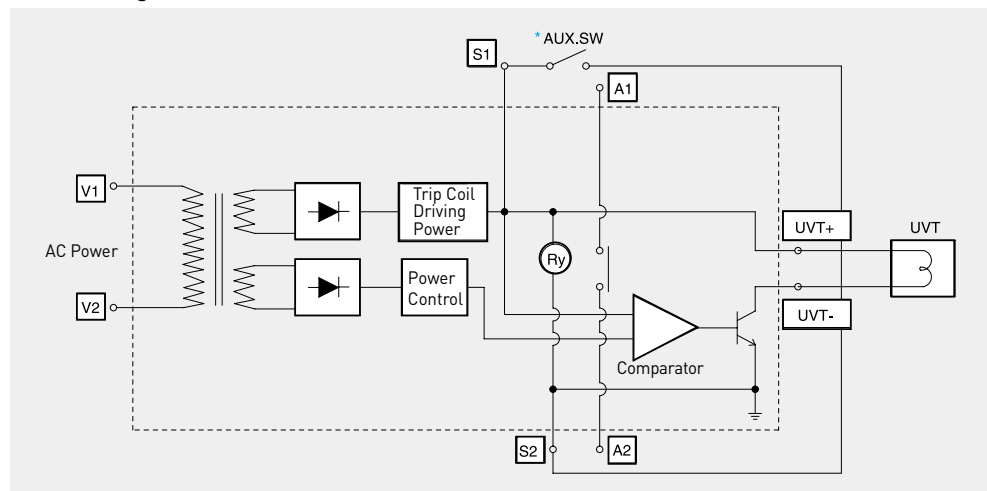 * AUX.SW
S1
A1
V1
AC Power
V2
Trip Coil
Driving
Power
Power
Control
Ry
Comparator
UVT+
UVT
UVT-
S2
A2